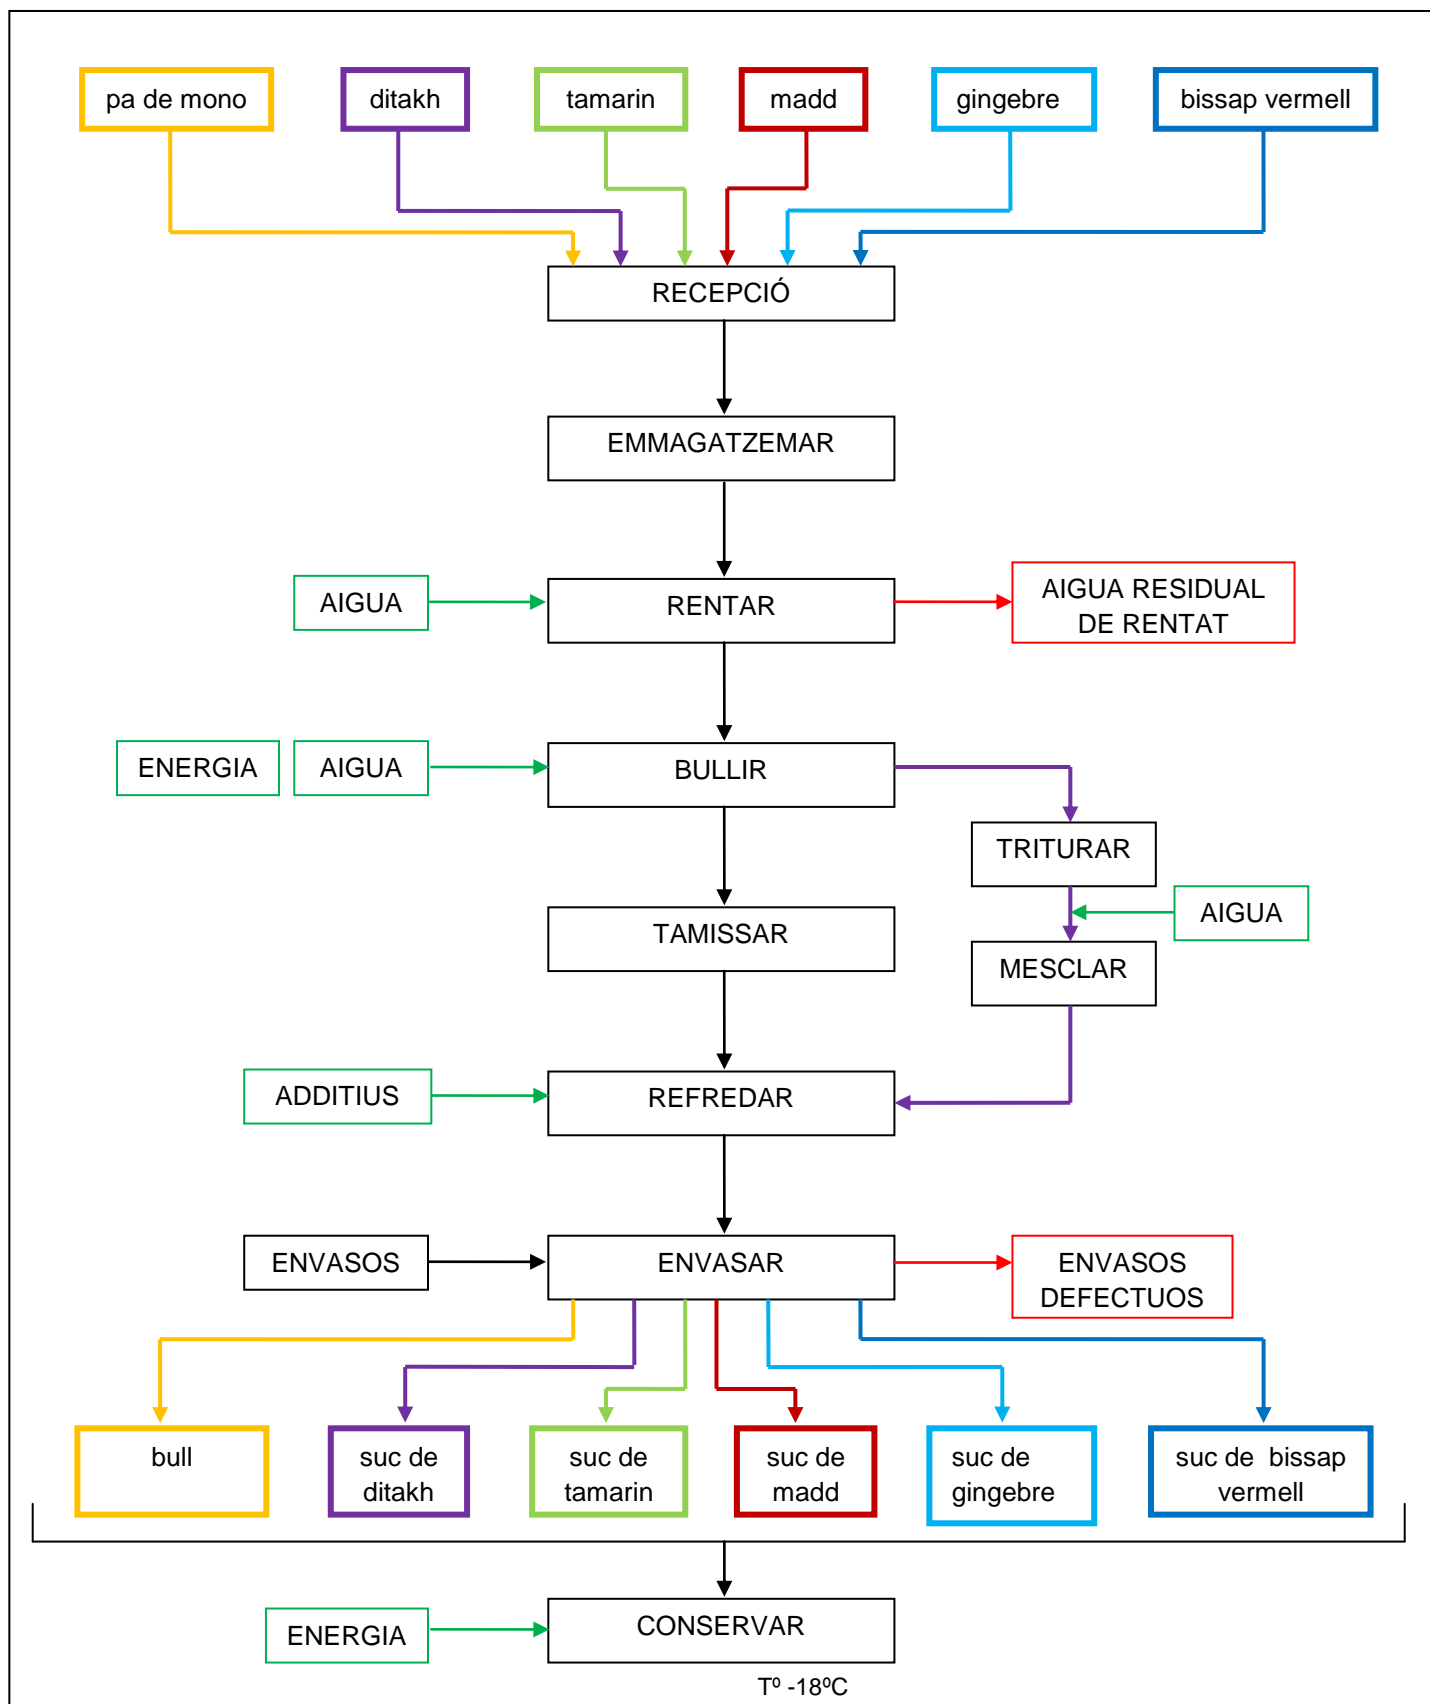 pa de mono
ditakh
tamarin
madd
gingebre
bissap vermell
RECEPCIÓ
EMMAGATZEMAR
AIGUA
RENTAR
AIGUA RESIDUAL
DE RENTAT
ENERGIA
AIGUA
BULLIR
TRITURAR
TAMISSAR
AIGUA
MESCLAR
ADDITIUS
REFREDAR
ENVASOS
ENVASAR
ENVASOS
DEFECTUOS
bull
suc de
ditakh
suc de
tamarin
suc de
madd
suc de
gingebre
suc de  bissap
vermell
ENERGIA
CONSERVAR
Tº -18ºC